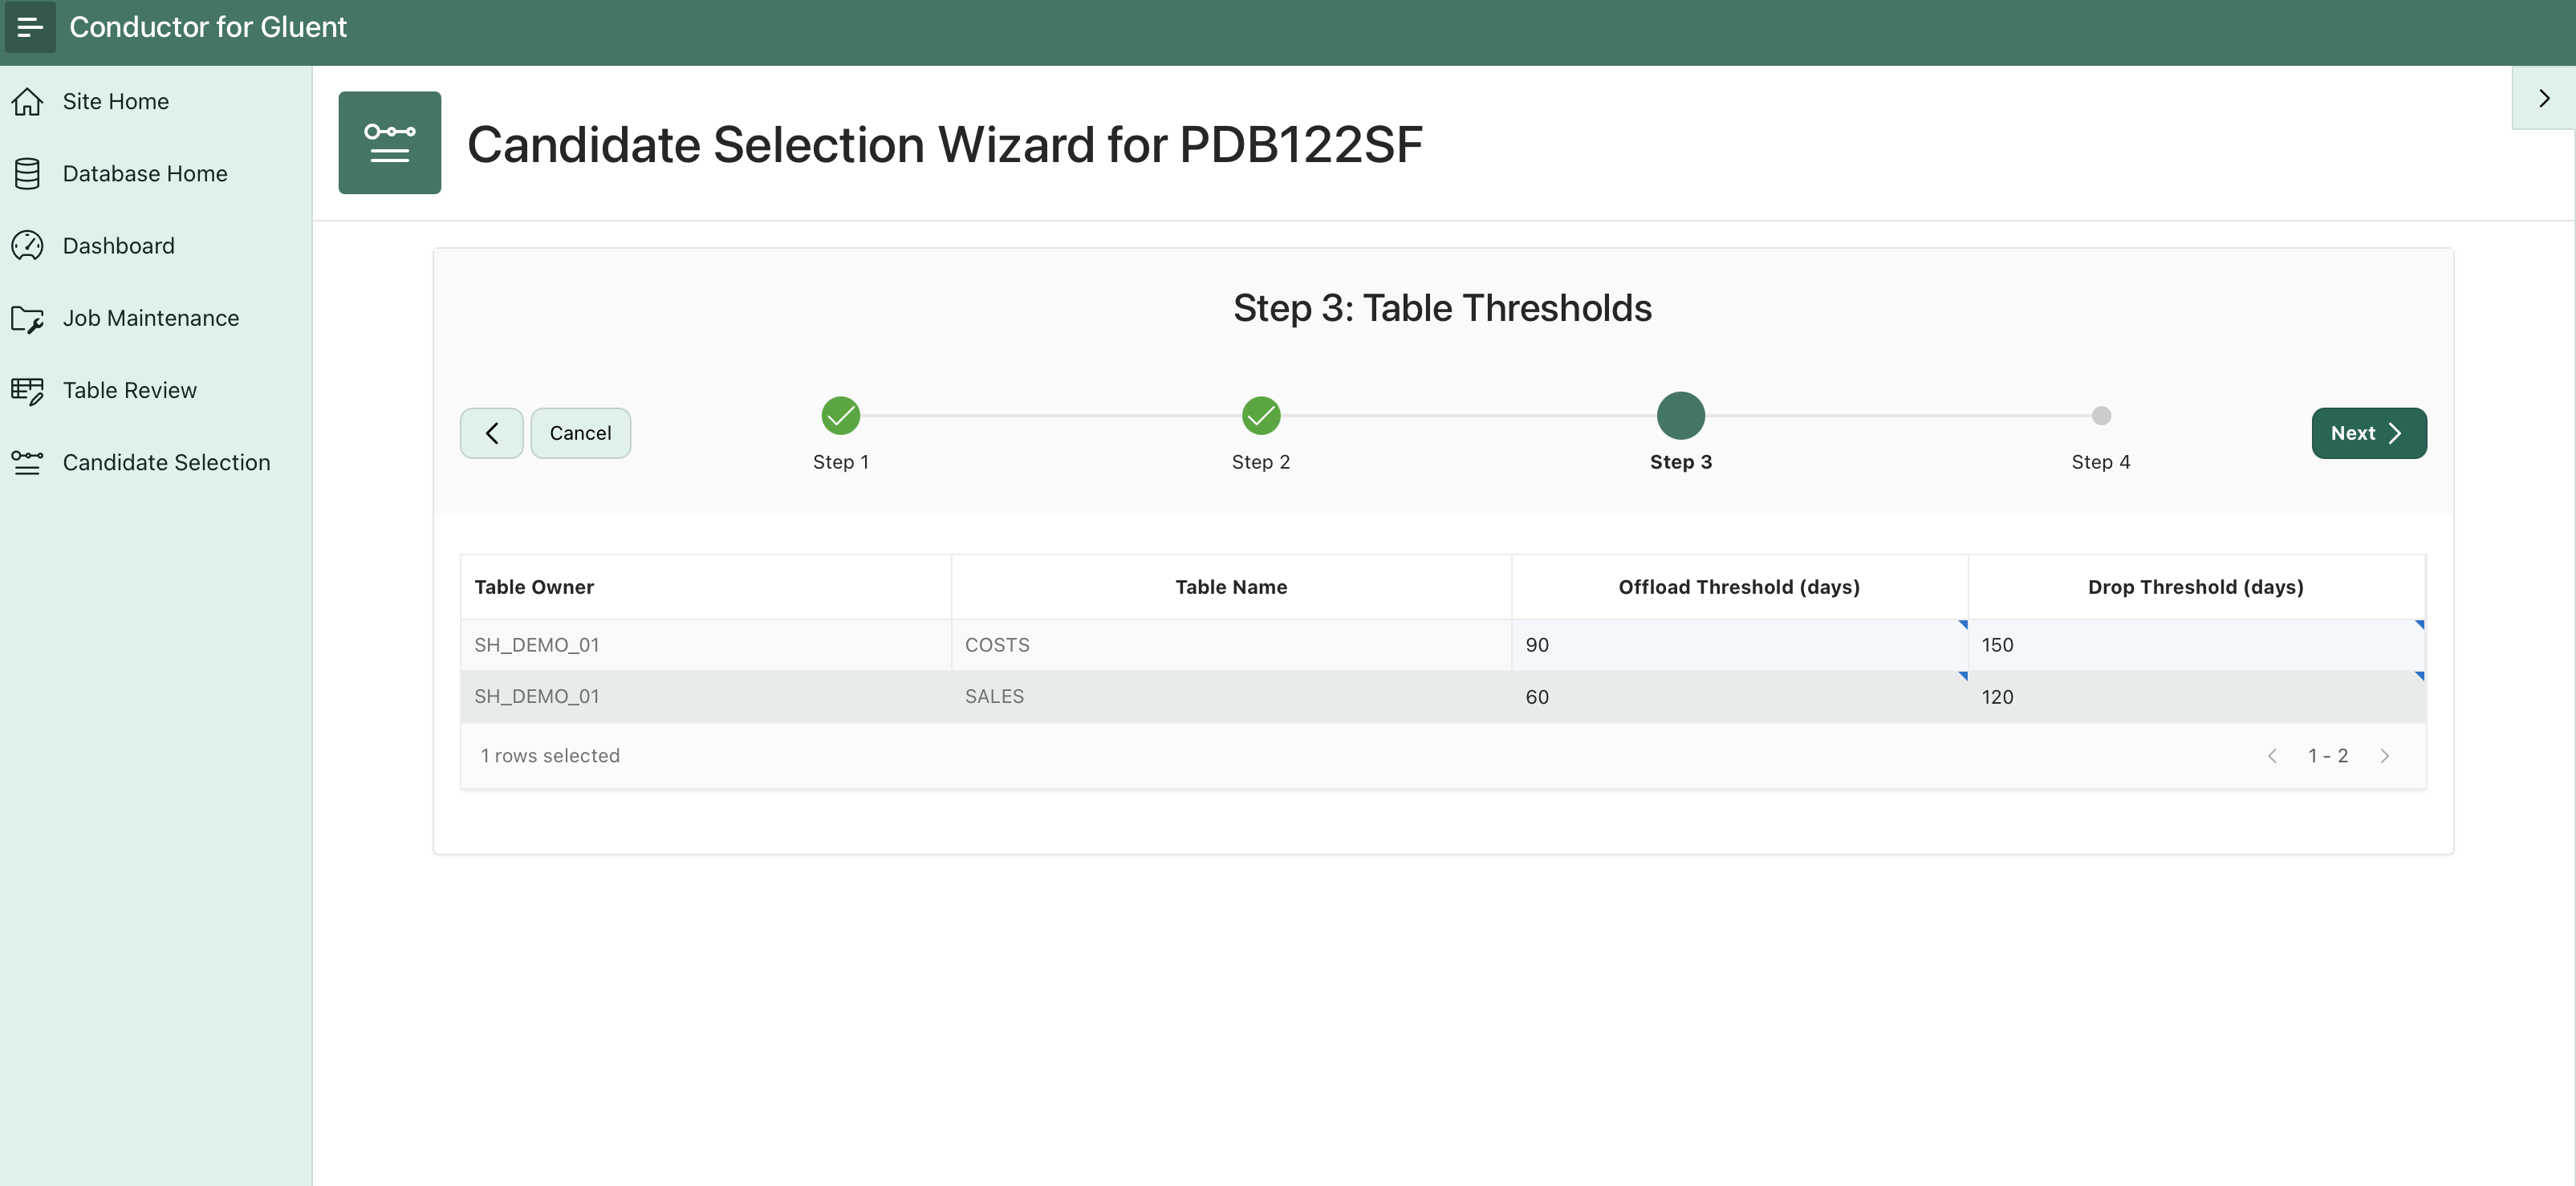 Conductor for Gluent
Site Home
Database Home
Dashboard
Job Maintenance
Table Review
Candidate Selection
Candidate Selection Wizard for PDB122SF
Step 3: Table Thresholds
Cancel
Step 1
Step 2
Step 3
Step 4
Next
Table Owner Table Name Offload Threshold (days) Drop Threshold (days)
SH_DEMO_01 COSTS 90 150
SH_DEMO_01 SALES 60 120
1 rows selected 1 - 2